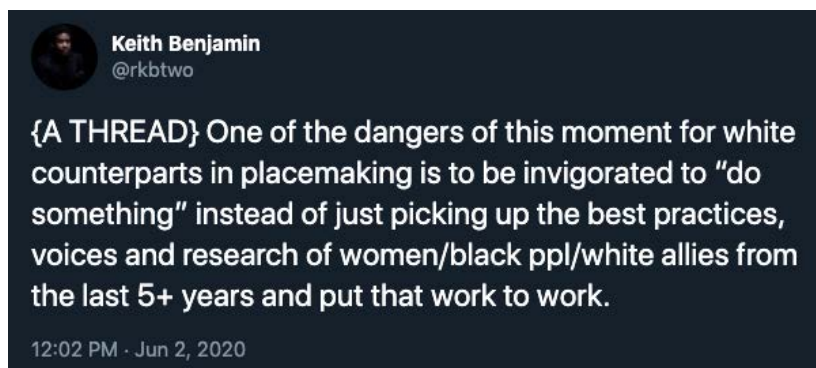 Keith Benjamin
@rkbtwo
{A THREAD} One of the dangers of this moment for white
counterparts in placemaking is to be invigorated to “do
something” instead of just picking up the best practices,
voices and research of women/black ppl/white allies from
the last 5+ years and put that work to work.
12:02 PM · Jun 2, 2020